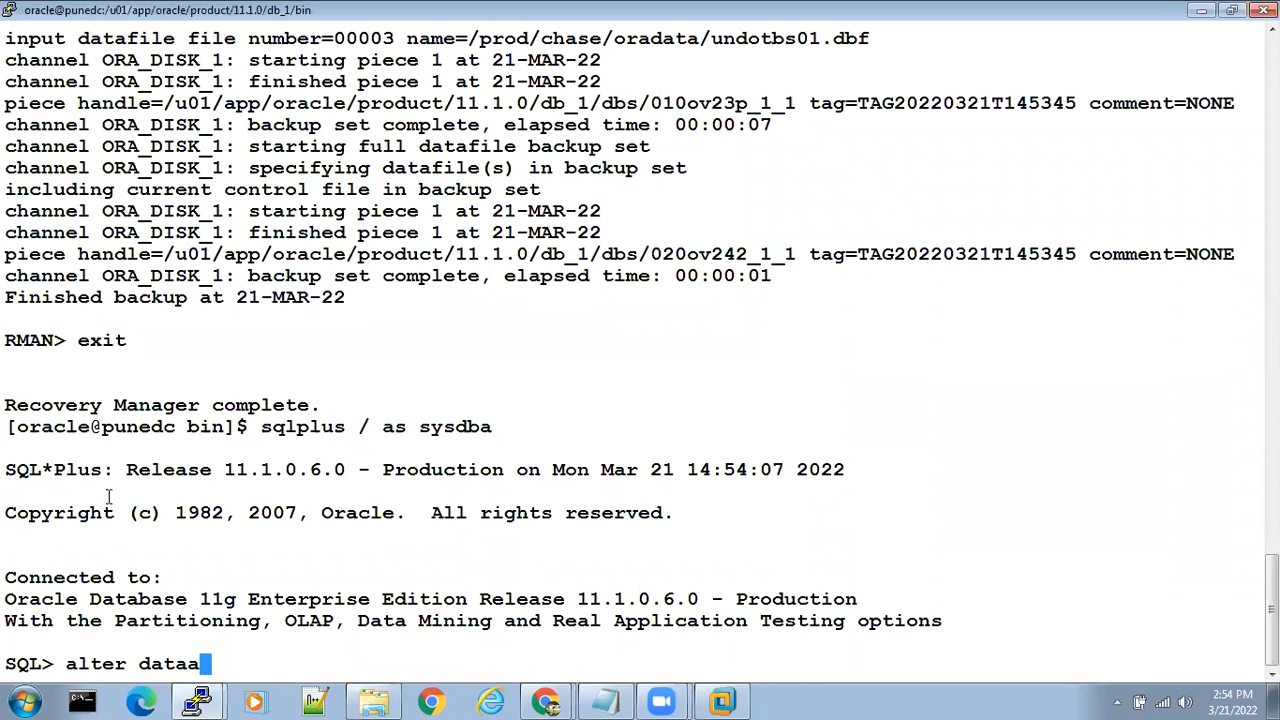 oracle@punedc:/u01/app/oracle/product/11.1.0/db_1/bin
input datafile file number=00003 name=/prod/chase/oradata/undotbs01.dbf
channel ORA_DISK_1: starting piece 1 at 21-MAR-22
channel ORA_DISK_1: finished piece 1 at 21-MAR-22
piece handle=/u01/app/oracle/product/11.1.0/db_1/dbs/010ov23p_1_1 tag=TAG20220321T145345 comment=NONE
channel ORA_DISK_1: backup set complete, elapsed time: 00:00:07
channel ORA_DISK_1: starting full datafile backup set
channel ORA_DISK_1: specifying datafile(s) in backup set
including current control file in backup set
channel ORA_DISK_1: starting piece 1 at 21-MAR-22
channel ORA_DISK_1: finished piece 1 at 21-MAR-22
piece handle=/u01/app/oracle/product/11.1.0/db_1/dbs/020ov242_1_1 tag=TAG20220321T145345 comment=NONE
channel ORA_DISK_1: backup set complete, elapsed time: 00:00:01
Finished backup at 21-MAR-22
RMAN> exit
Recovery Manager complete.
[oracle@punedc bin]$ sqlplus / as sysdba
SQL*Plus: Release 11.1.0.6.0 - Production on Mon Mar 21 14:54:07 2022
Copyright (c) 1982, 2007, Oracle.  All rights reserved.
Connected to:
Oracle Database 11g Enterprise Edition Release 11.1.0.6.0 - Production
With the Partitioning, OLAP, Data Mining and Real Application Testing options
SQL> alter dataa
2:54 PM
3/21/2022